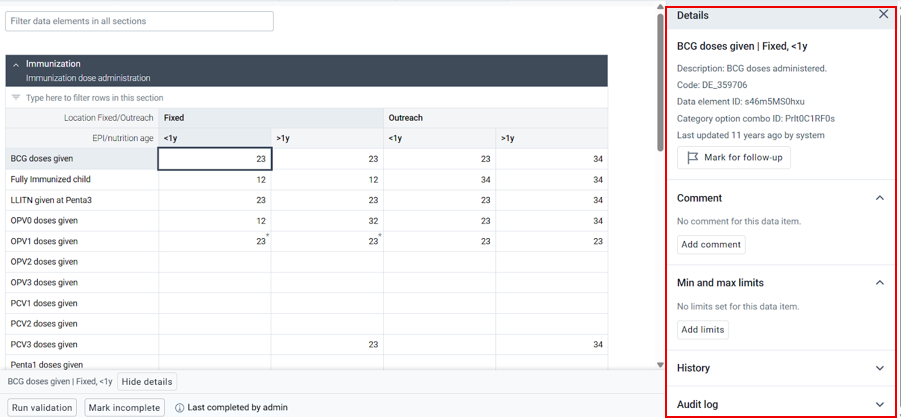 Filter data elements in all sections
Immunization
Immunization dose administration
Type here to filter rows in this section
Location Fixed/Outreach Fixed Outreach
EPI/nutrition age <1y >1y <1y >1y
BCG doses given 23 23 23 34
Fully Immunized child 12 12 34 34
LLITN given at Penta3 23 23 23 34
OPV0 doses given 12 32 23 34
OPV1 doses given 23* 23* 23 23
OPV2 doses given
OPV3 doses given
PCV1 doses given
PCV2 doses given
PCV3 doses given 23 34
Penta1 doses given
BCG doses given | Fixed, <1y Hide details
Run validation Mark incomplete Last completed by admin
Details
BCG doses given | Fixed, <1y
Description: BCG doses administered.
Code: DE_359706
Data element ID: s46m5MS0hxu
Category option combo ID: Prlt0C1RF0s
Last updated 11 years ago by system
Mark for follow-up
Comment
No comment for this data item.
Add comment
Min and max limits
No limits set for this data item.
Add limits
History
Audit log